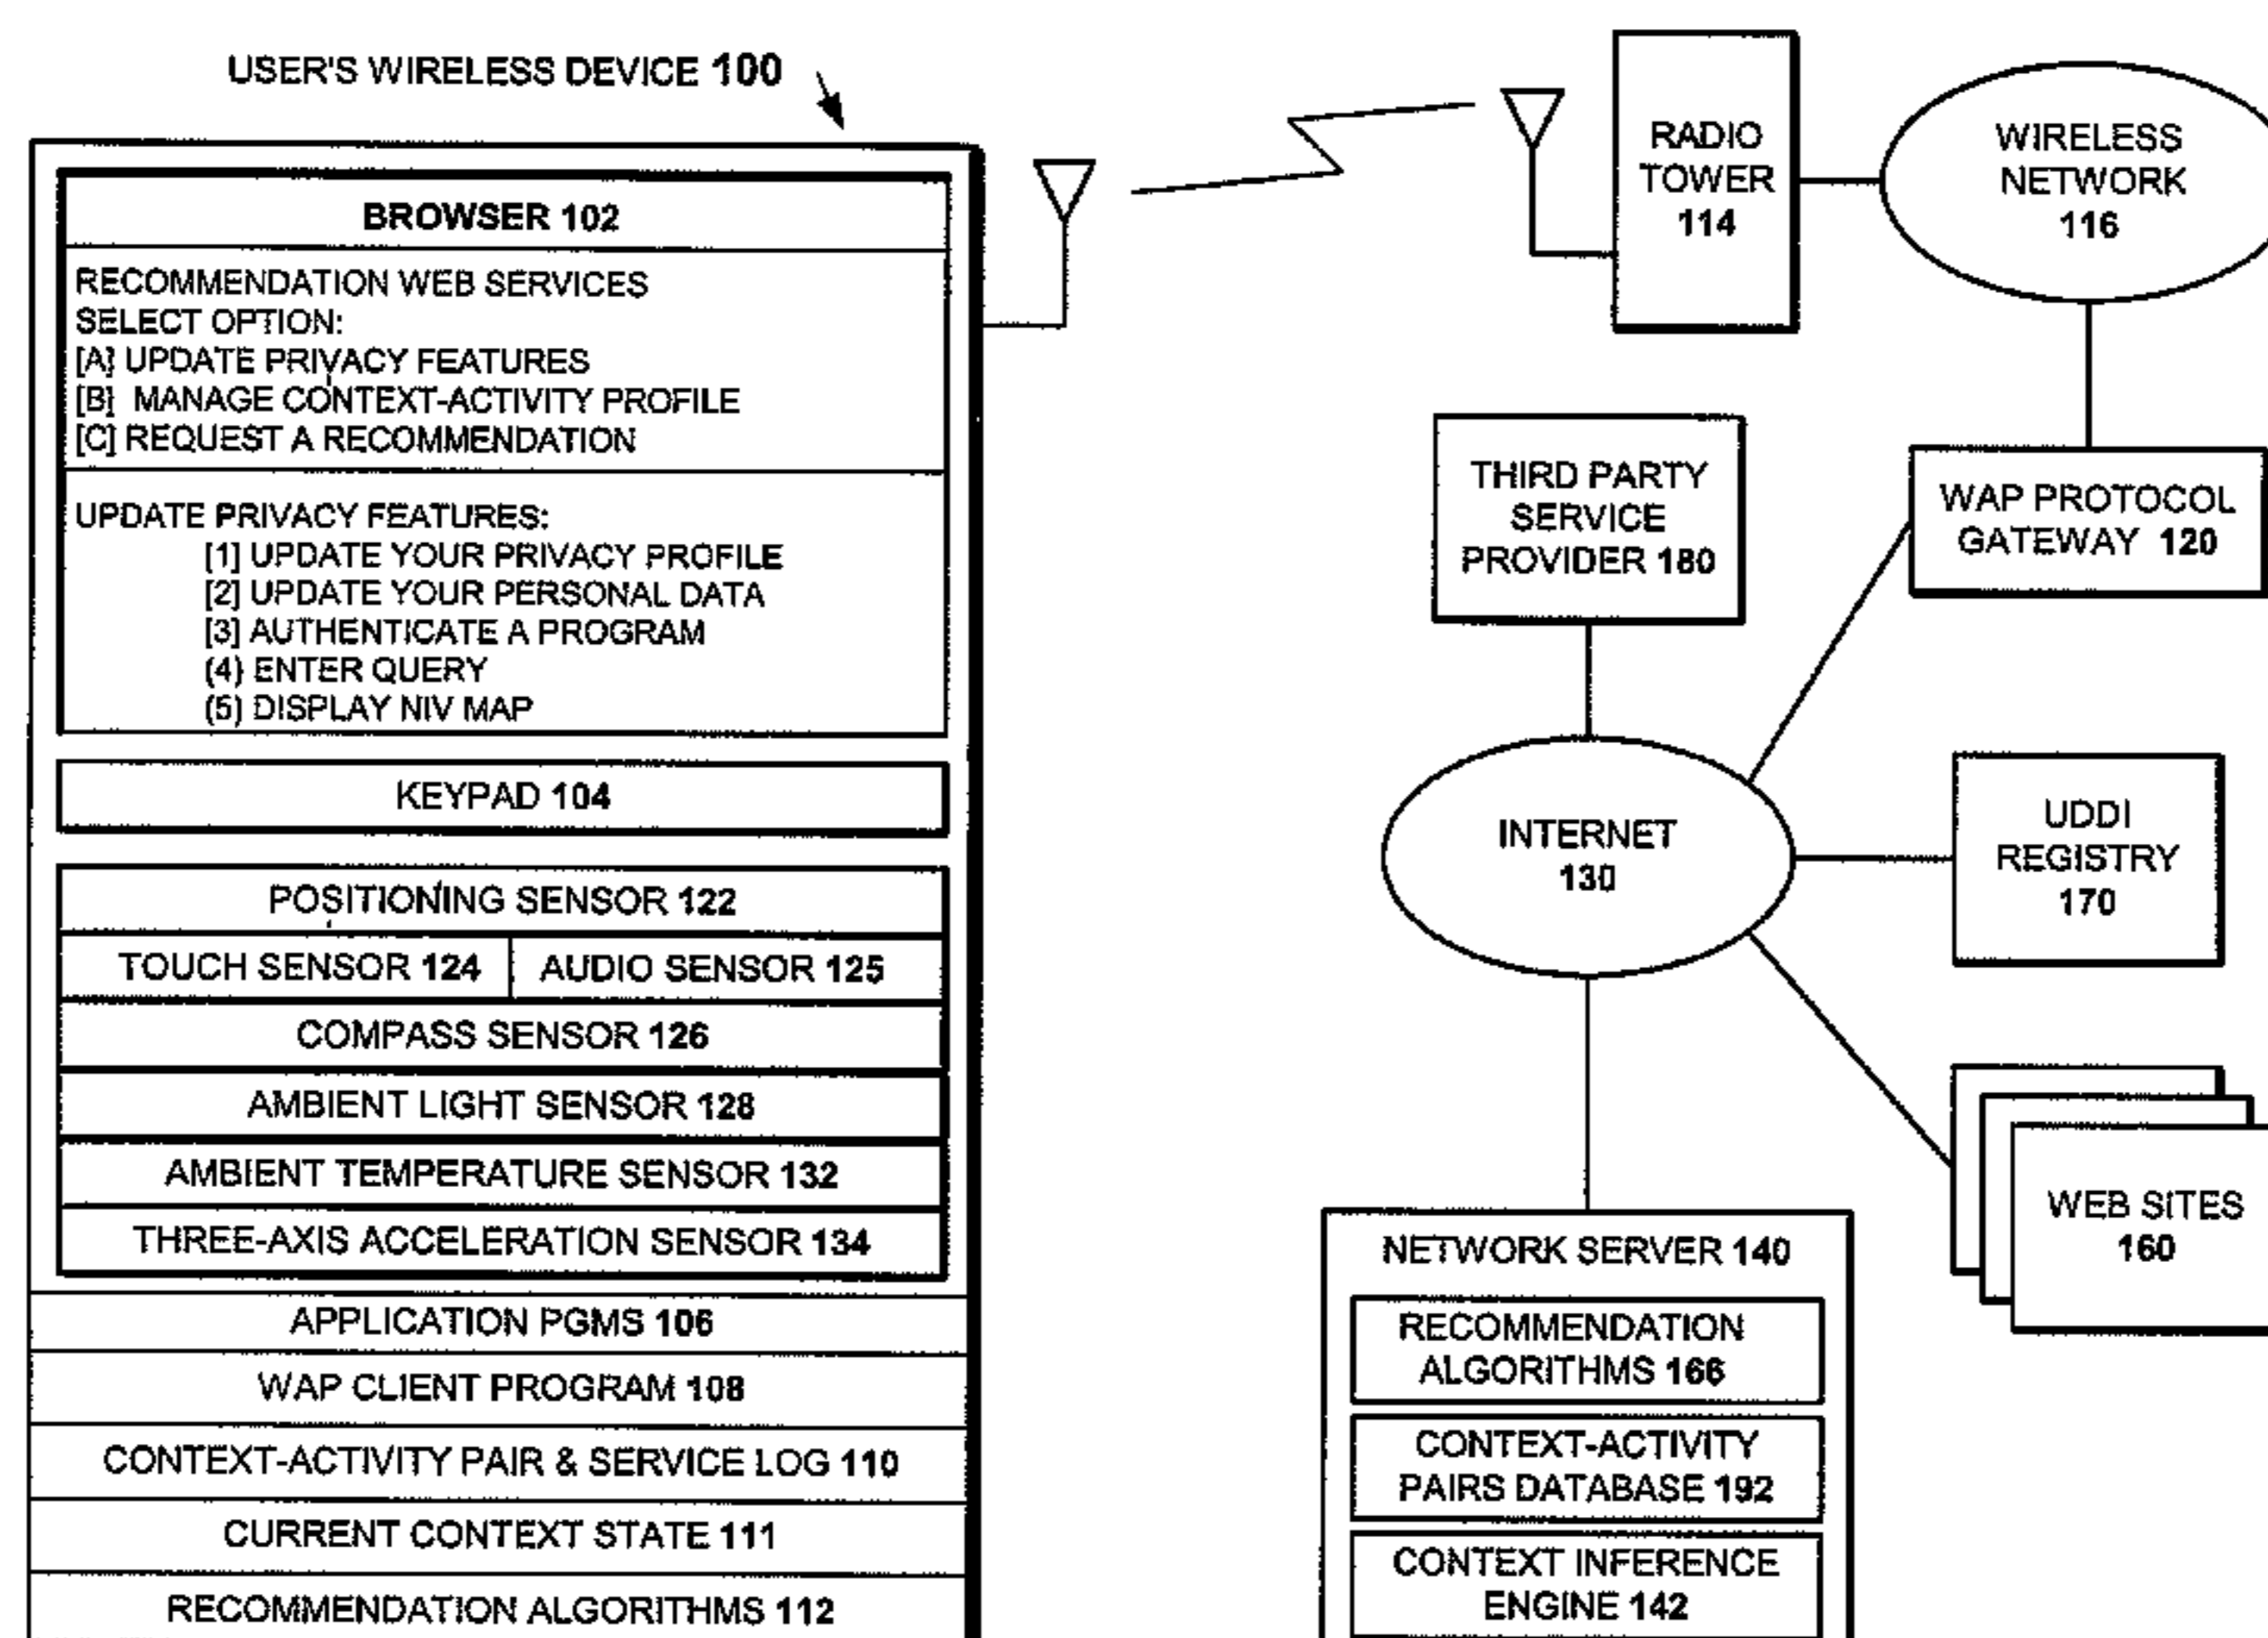 USER'S WIRELESS DEVICE 100
BROWSER 102
RECOMMENDATION WEB SERVICES
SELECT OPTION:
[A] UPDATE PRIVACY FEATURES
[B] MANAGE CONTEXT-ACTIVITY PROFILE
[C] REQUEST A RECOMMENDATION
UPDATE PRIVACY FEATURES:
[1] UPDATE YOUR PRIVACY PROFILE
[2] UPDATE YOUR PERSONAL DATA
[3] AUTHENTICATE A PROGRAM
(4) ENTER QUERY
(5) DISPLAY NIV MAP
KEYPAD 104
POSITIONING SENSOR 122
TOUCH SENSOR 124
AUDIO SENSOR 125
COMPASS SENSOR 126
AMBIENT LIGHT SENSOR 128
AMBIENT TEMPERATURE SENSOR 132
THREE-AXIS ACCELERATION SENSOR 134
APPLICATION PGMS 106
WAP CLIENT PROGRAM 108
CONTEXT-ACTIVITY PAIR & SERVICE LOG 110
CURRENT CONTEXT STATE 111
RECOMMENDATION ALGORITHMS 112
RADIO
TOWER
114
WIRELESS
NETWORK
116
THIRD PARTY
SERVICE
PROVIDER 180
WAP PROTOCOL
GATEWAY 120
INTERNET
130
UDDI
REGISTRY
170
WEB SITES
160
NETWORK SERVER 140
RECOMMENDATION
ALGORITHMS 166
CONTEXT-ACTIVITY
PAIRS DATABASE 192
CONTEXT INFERENCE
ENGINE 142